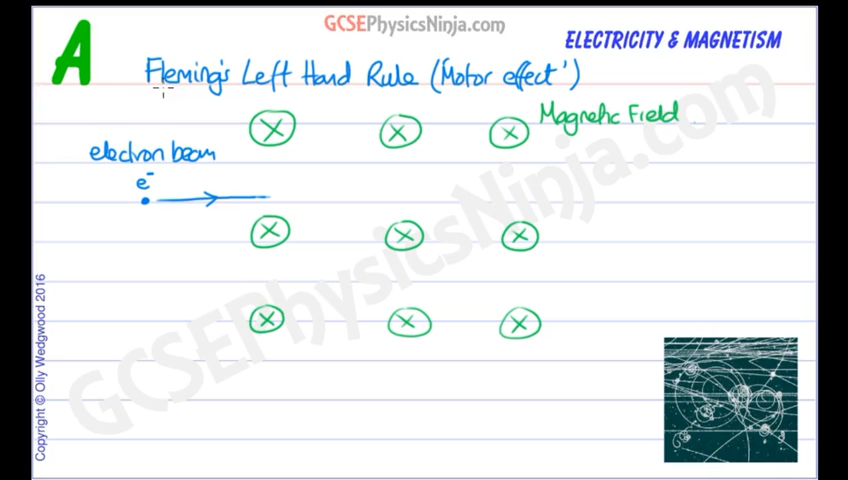 GCSEPhysicsNinja.com
A
ELECTRICITY & MAGNETISM
Fleming's Left Hand Rule (Motor effect')
Magnetic Field
electron beam
e⁻
GCSEPhysicsNinja.com
Copyright © Olly Wedgwood 2016